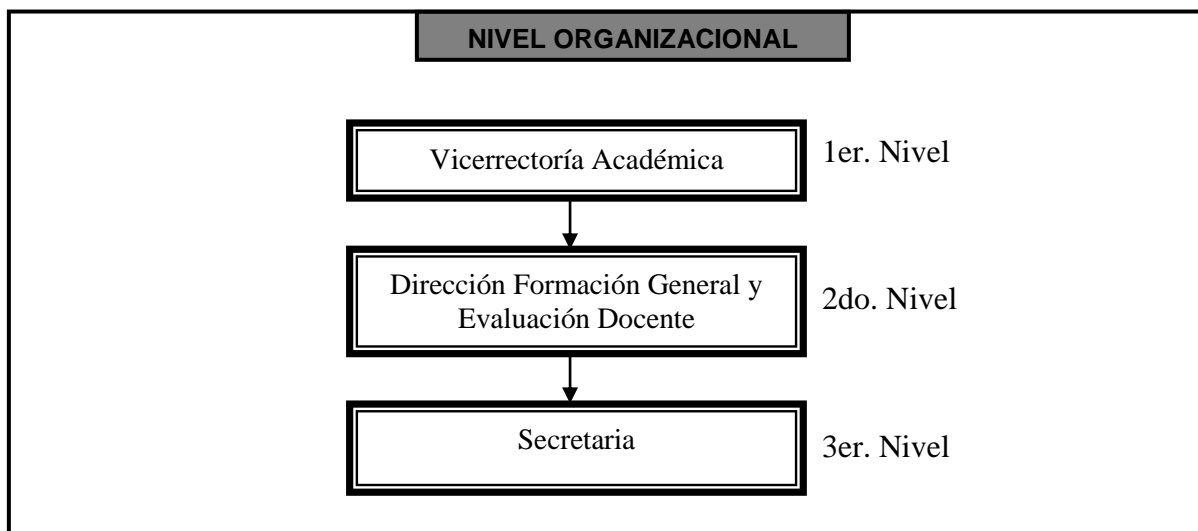 NIVEL ORGANIZACIONAL
Vicerrectoría Académica
1er. Nivel
Dirección Formación General y
Evaluación Docente
2do. Nivel
Secretaria
3er. Nivel